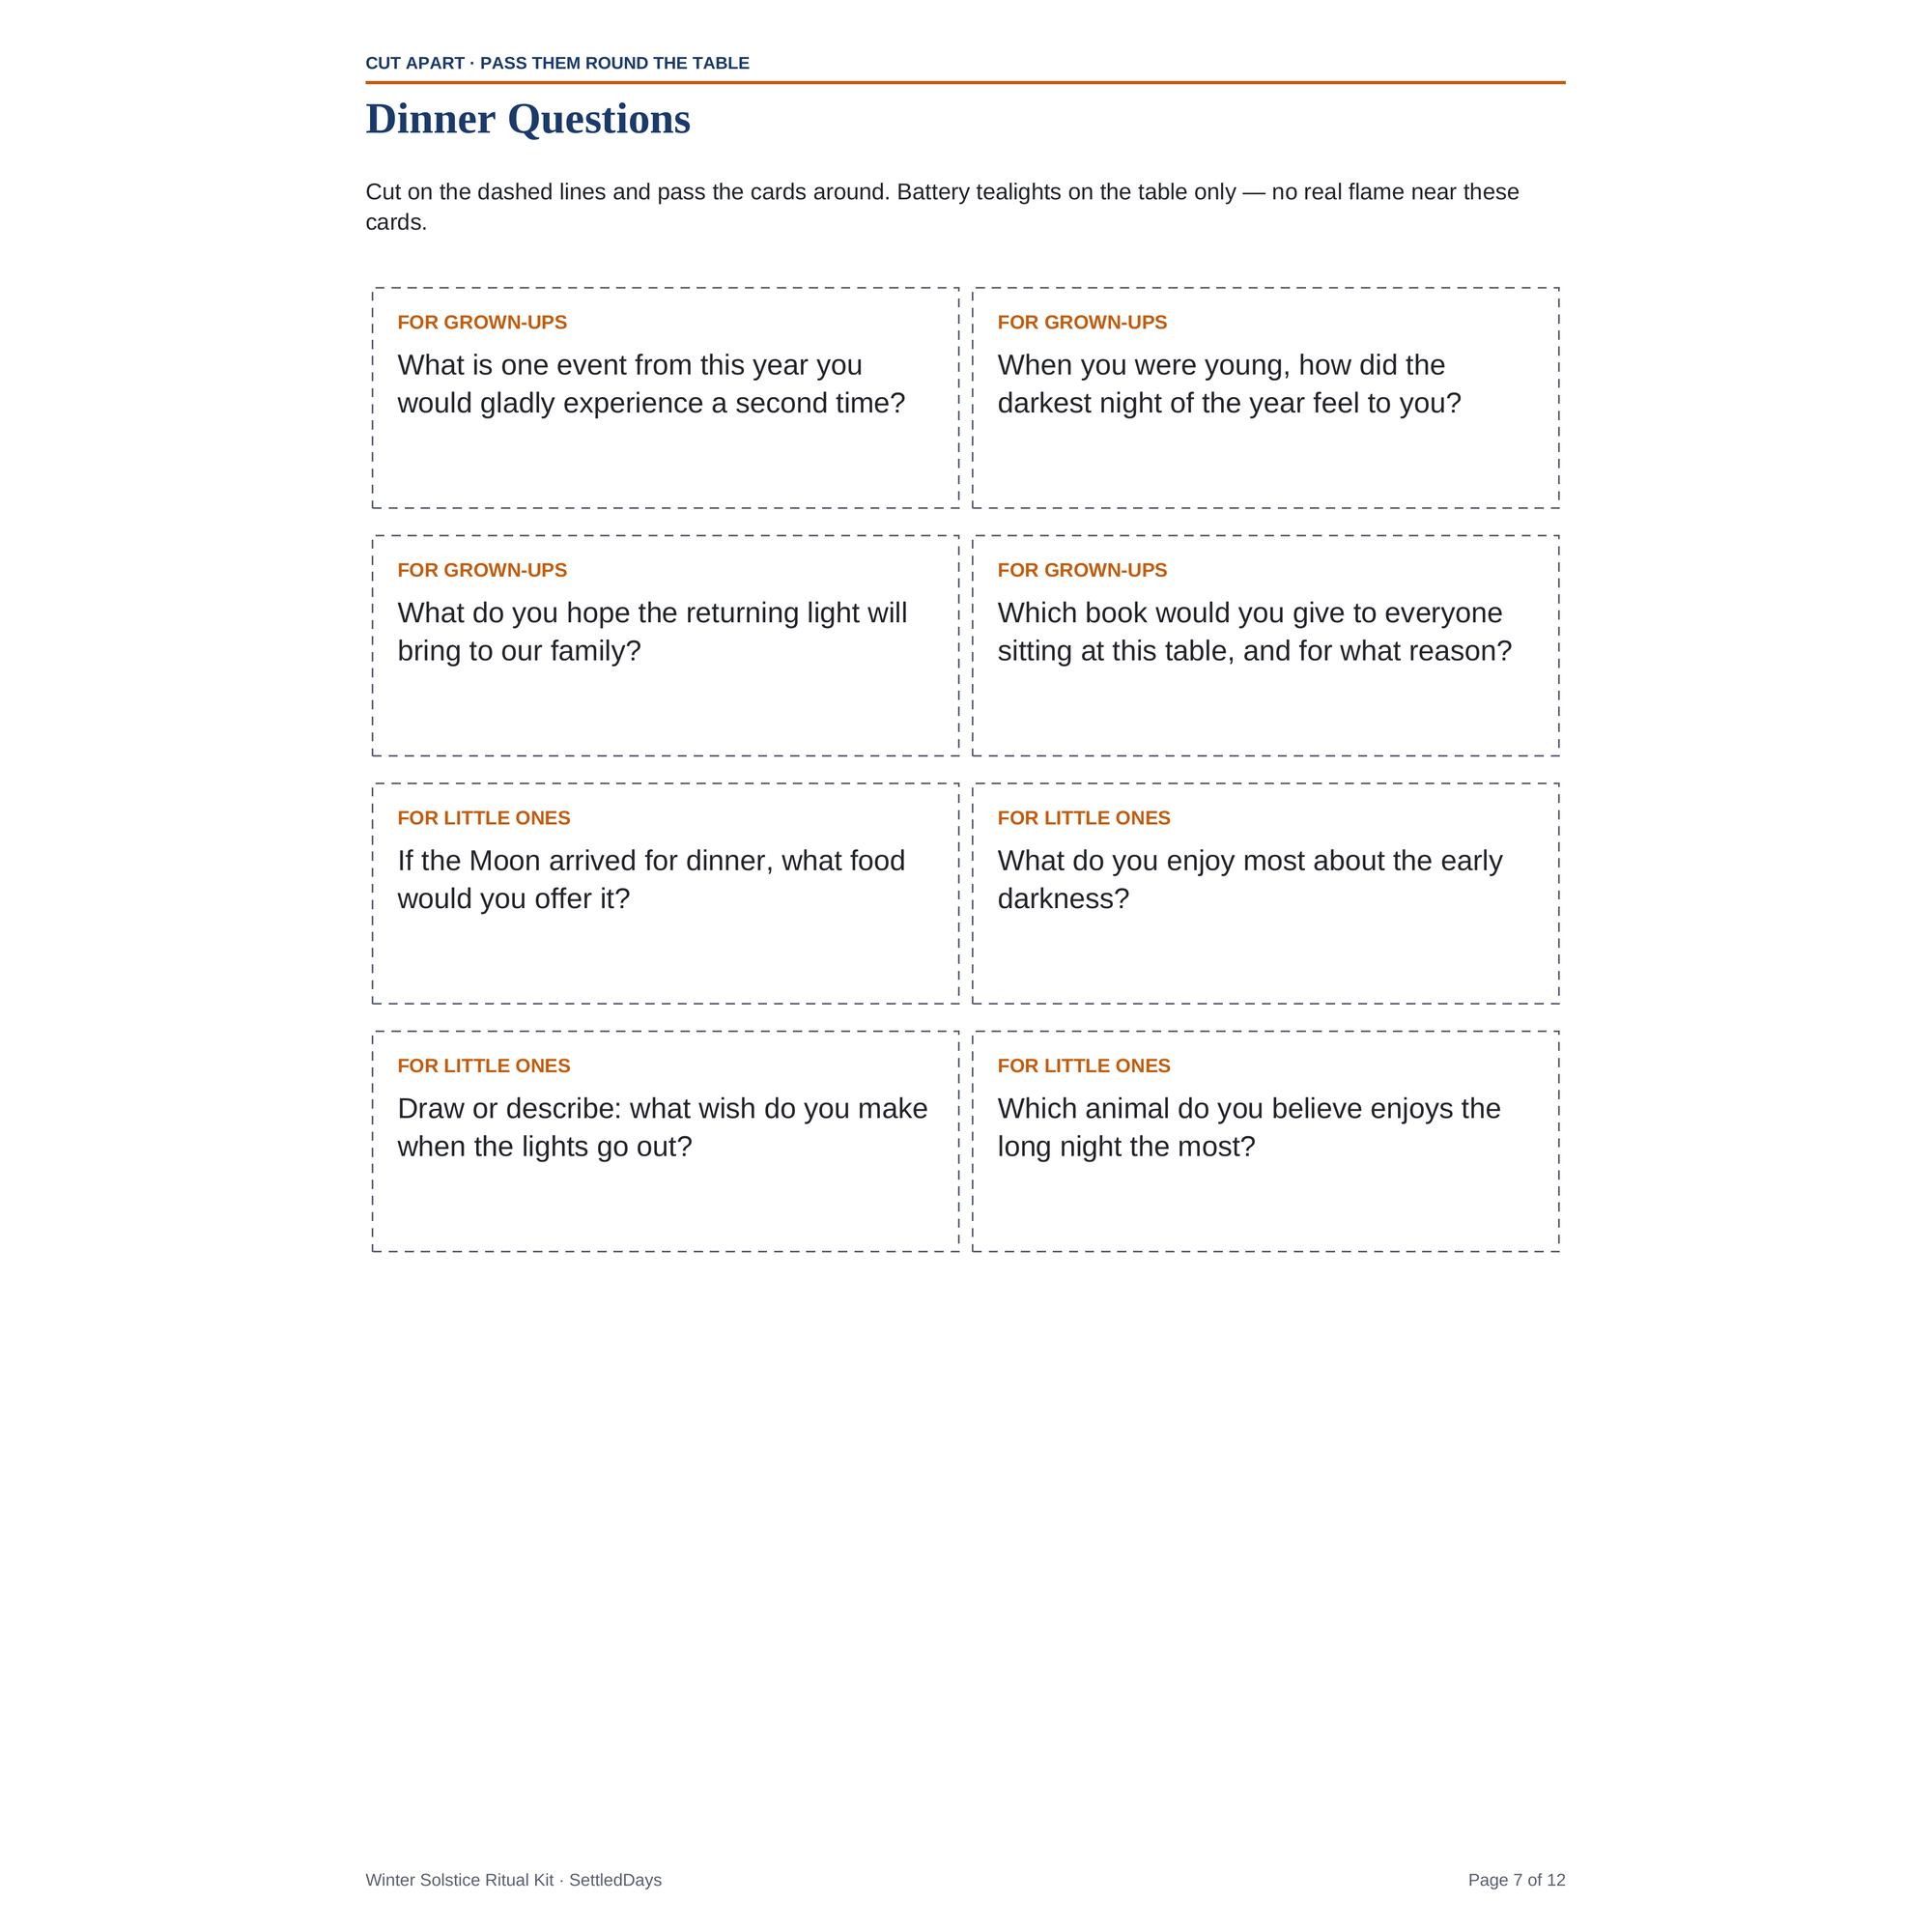 CUT APART · PASS THEM ROUND THE TABLE
Dinner Questions
Cut on the dashed lines and pass the cards around. Battery tealights on the table only — no real flame near these
cards.
FOR GROWN-UPS
What is one event from this year you
would gladly experience a second time?
FOR GROWN-UPS
When you were young, how did the
darkest night of the year feel to you?
FOR GROWN-UPS
What do you hope the returning light will
bring to our family?
FOR GROWN-UPS
Which book would you give to everyone
sitting at this table, and for what reason?
FOR LITTLE ONES
If the Moon arrived for dinner, what food
would you offer it?
FOR LITTLE ONES
What do you enjoy most about the early
darkness?
FOR LITTLE ONES
Draw or describe: what wish do you make
when the lights go out?
FOR LITTLE ONES
Which animal do you believe enjoys the
long night the most?
Winter Solstice Ritual Kit · SettledDays
Page 7 of 12